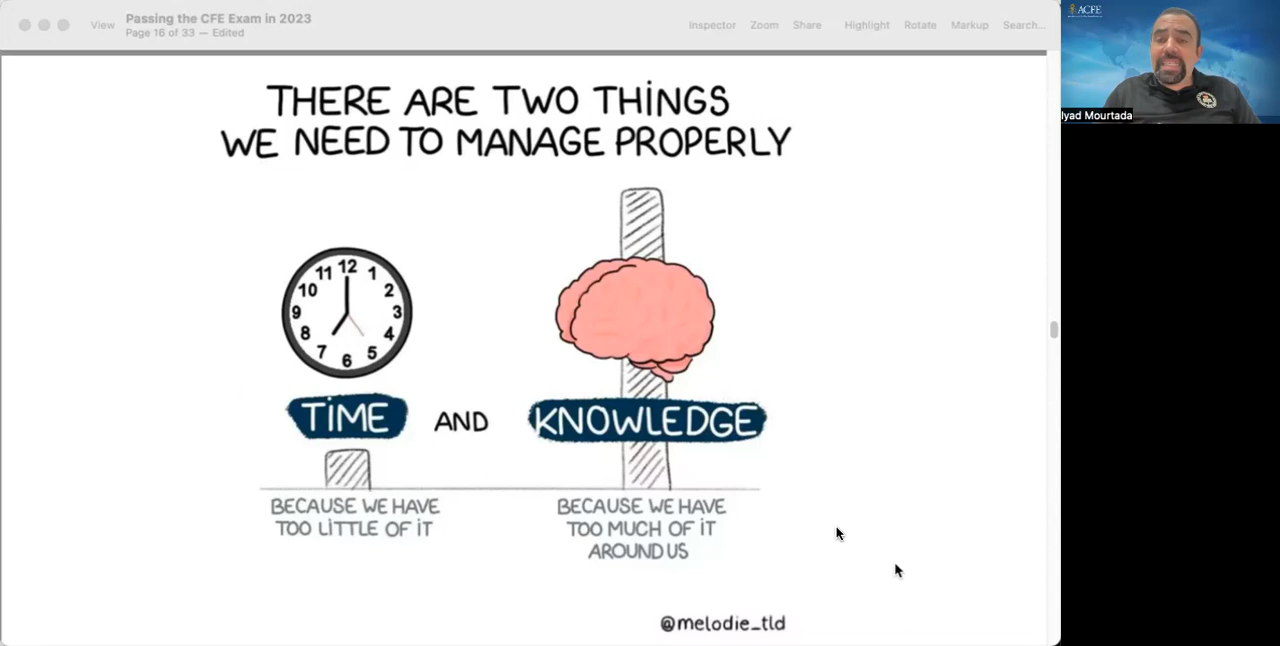 View
Passing the CFE Exam in 2023
Page 16 of 33 — Edited
Inspector Zoom Share Highlight Rotate Markup Search...
ACFE
Iyad Mourtada
THERE ARE TWO THINGS
WE NEED TO MANAGE PROPERLY
12
11 1
10 2
9 3
8 4
7 5
6
TIME AND KNOWLEDGE
BECAUSE WE HAVE
TOO LITTLE OF IT
BECAUSE WE HAVE
TOO MUCH OF IT
AROUND US
@melodie_tld